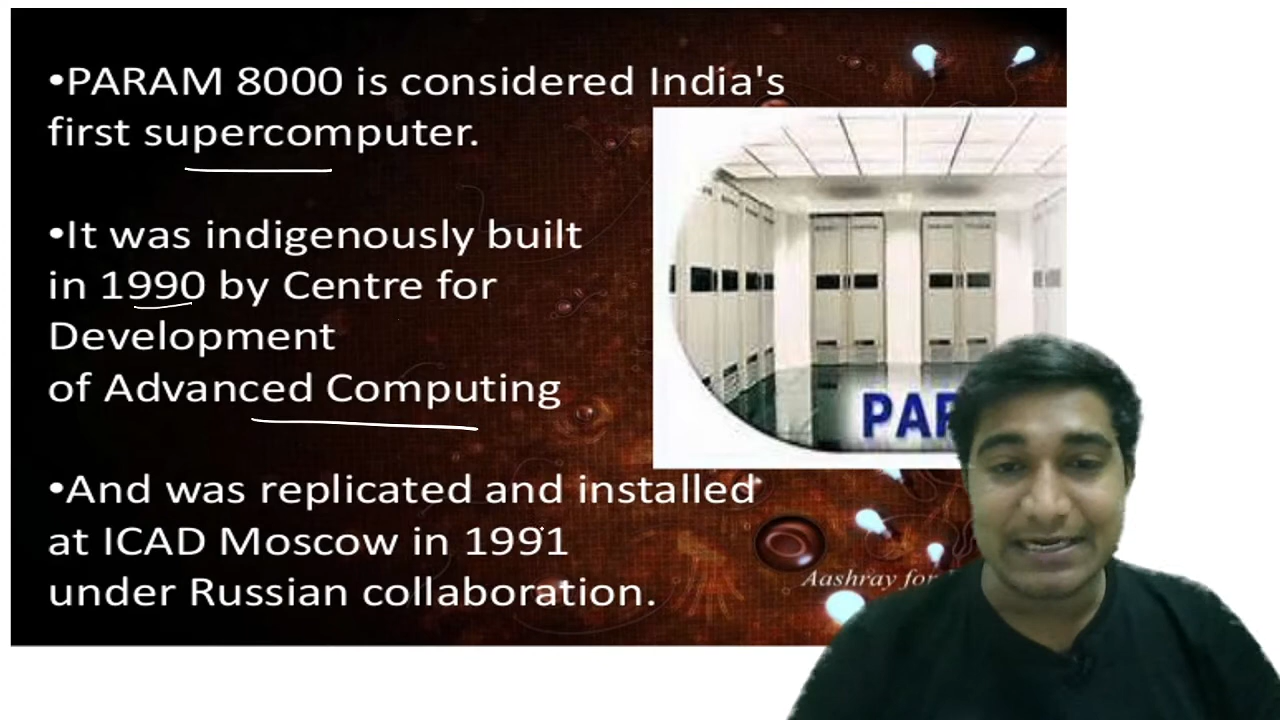 •PARAM 8000 is considered India's
first supercomputer.
•It was indigenously built
in 1990 by Centre for
Development
of Advanced Computing
PAR
•And was replicated and installed
at ICAD Moscow in 1991
under Russian collaboration.
Aashray for